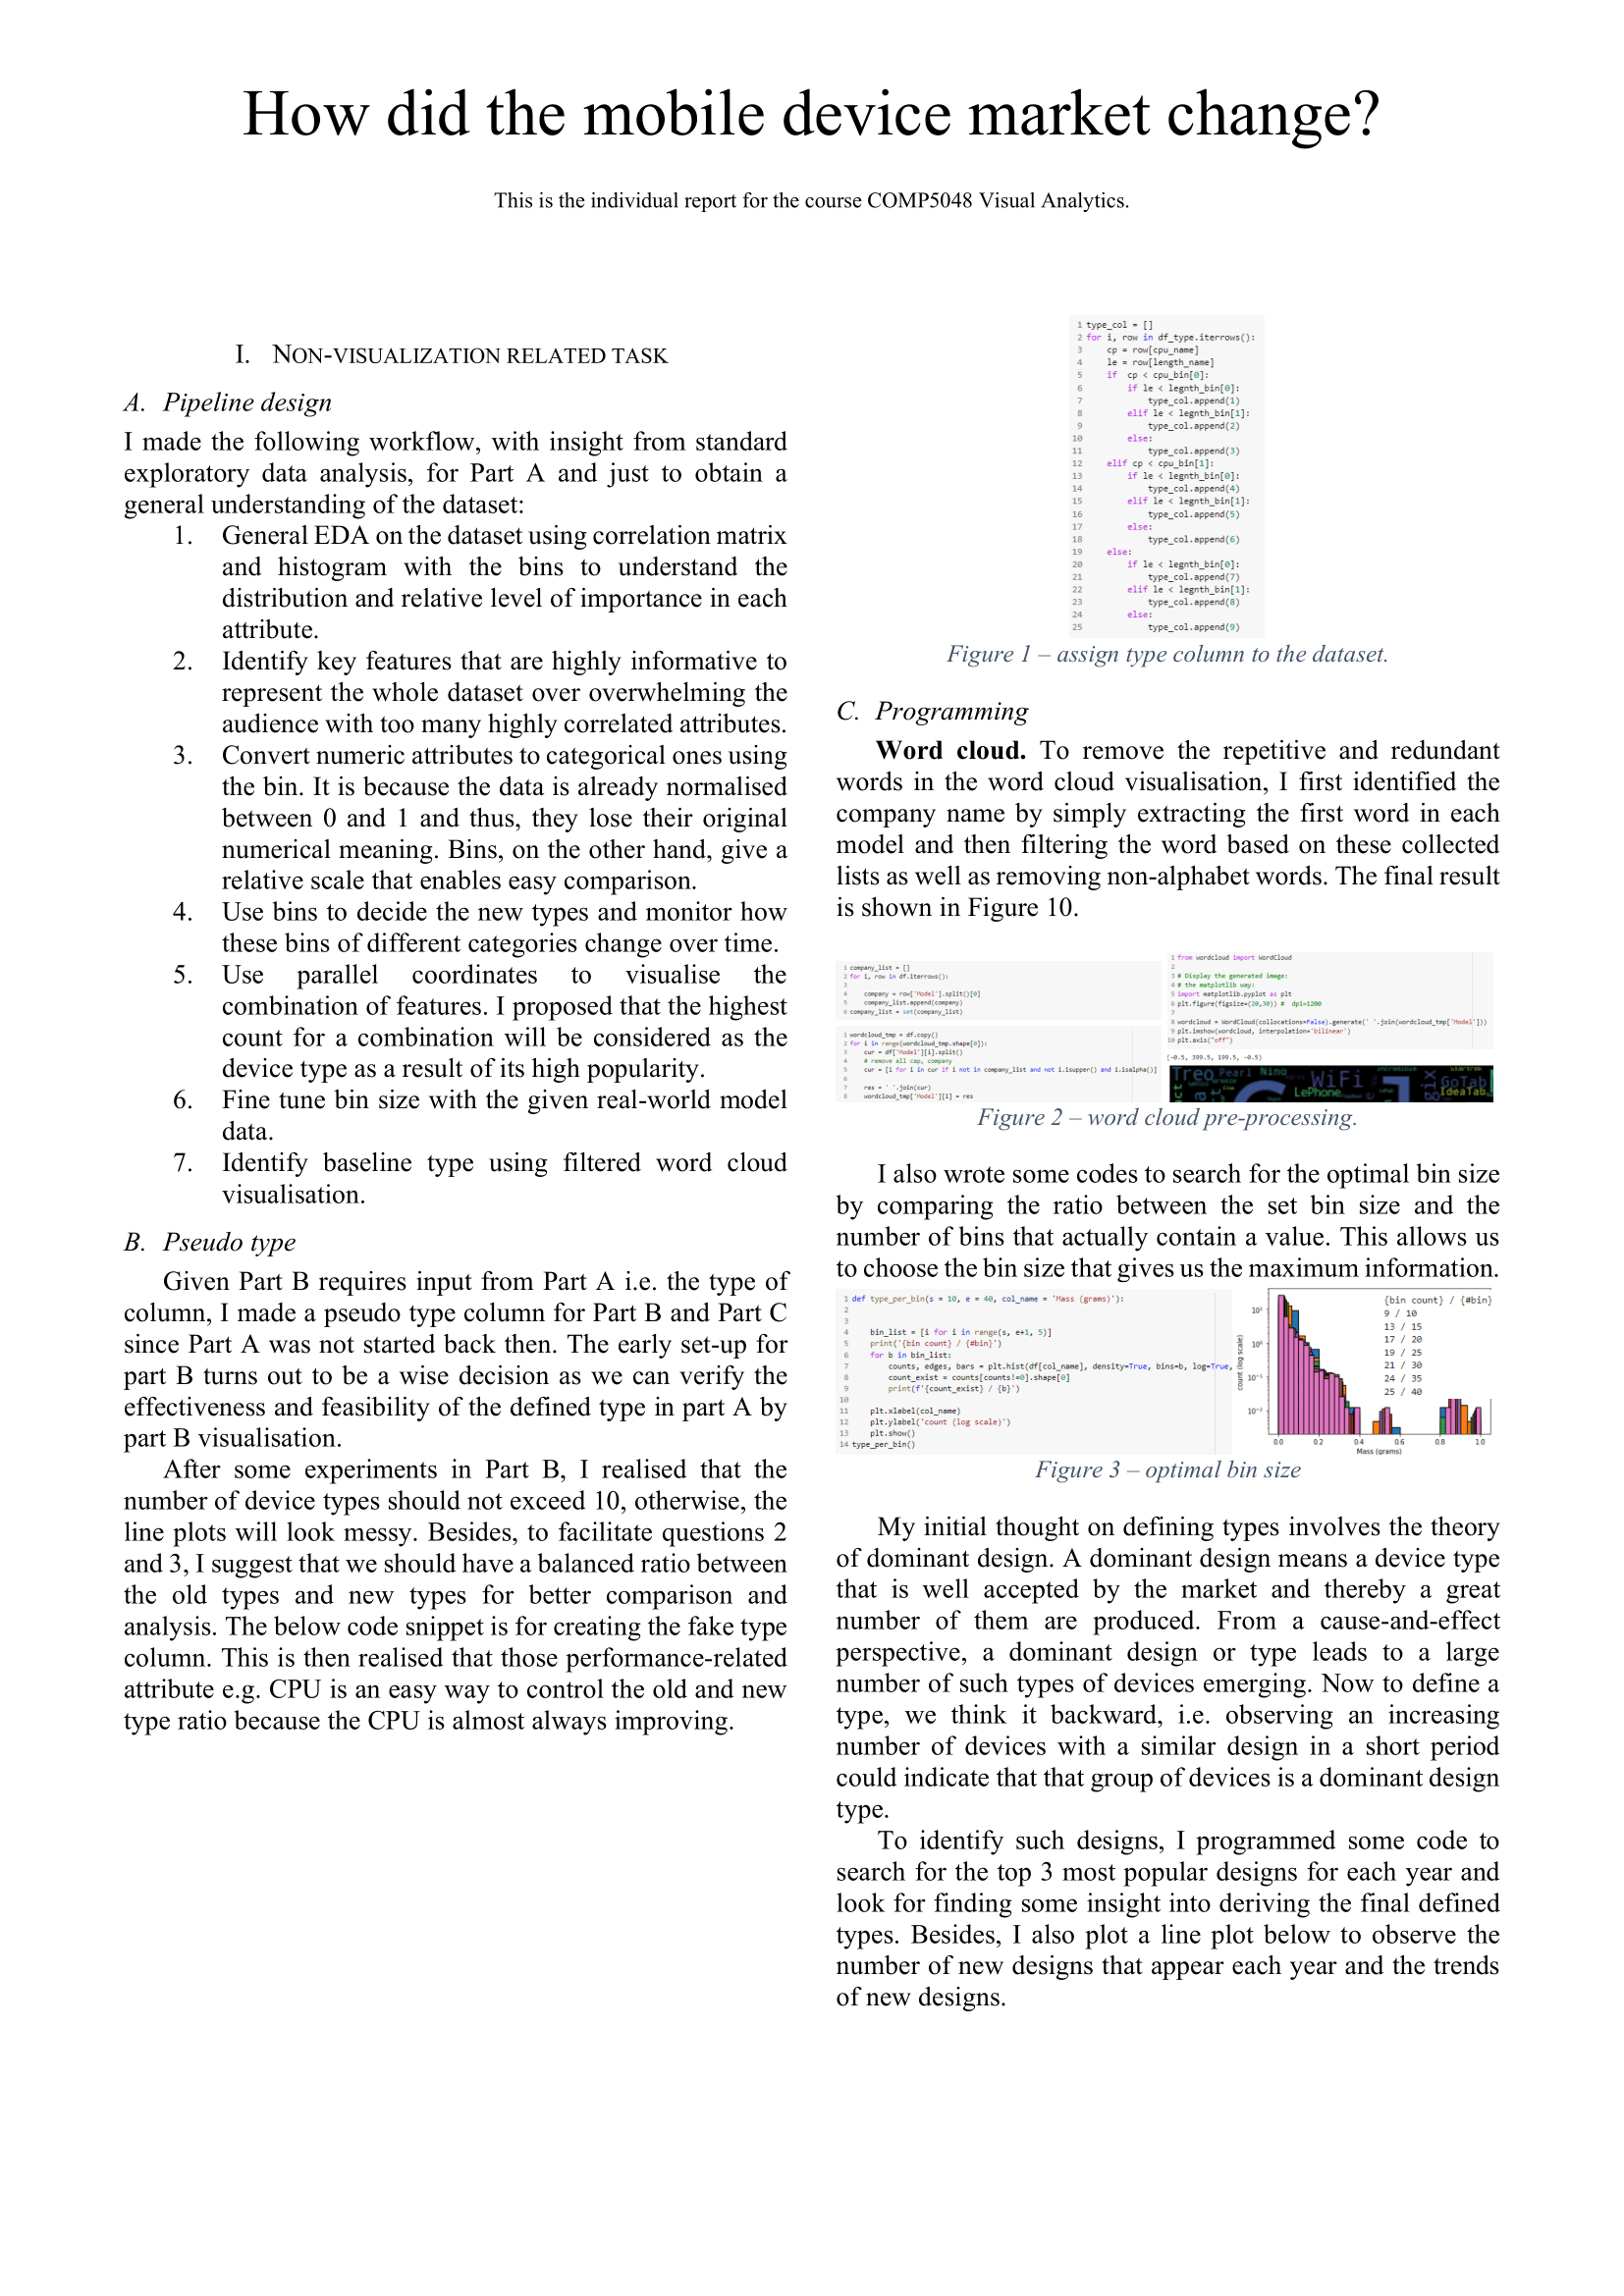 How did the mobile device market change?
This is the individual report for the course COMP5048 Visual Analytics.
I. NON-VISUALIZATION RELATED TASK
A. Pipeline design
I made the following workflow, with insight from standard
exploratory data analysis, for Part A and just to obtain a
general understanding of the dataset:
1. General EDA on the dataset using correlation matrix
and histogram with the bins to understand the
distribution and relative level of importance in each
attribute.
2. Identify key features that are highly informative to
represent the whole dataset over overwhelming the
audience with too many highly correlated attributes.
3. Convert numeric attributes to categorical ones using
the bin. It is because the data is already normalised
between 0 and 1 and thus, they lose their original
numerical meaning. Bins, on the other hand, give a
relative scale that enables easy comparison.
4. Use bins to decide the new types and monitor how
these bins of different categories change over time.
5. Use parallel coordinates to visualise the
combination of features. I proposed that the highest
count for a combination will be considered as the
device type as a result of its high popularity.
6. Fine tune bin size with the given real-world model
data.
7. Identify baseline type using filtered word cloud
visualisation.
B. Pseudo type
Given Part B requires input from Part A i.e. the type of
column, I made a pseudo type column for Part B and Part C
since Part A was not started back then. The early set-up for
part B turns out to be a wise decision as we can verify the
effectiveness and feasibility of the defined type in part A by
part B visualisation.
After some experiments in Part B, I realised that the
number of device types should not exceed 10, otherwise, the
line plots will look messy. Besides, to facilitate questions 2
and 3, I suggest that we should have a balanced ratio between
the old types and new types for better comparison and
analysis. The below code snippet is for creating the fake type
column. This is then realised that those performance-related
attribute e.g. CPU is an easy way to control the old and new
type ratio because the CPU is almost always improving.
1 type_col = []
2 for i, row in df_type.iterrows():
3 cp = row[cpu_name]
4 le = row[length_name]
5 if cp < cpu_bin[0]:
6 if le < legnth_bin[0]:
7 type_col.append(1)
8 elif le < legnth_bin[1]:
9 type_col.append(2)
10 else:
11 type_col.append(3)
12 elif cp < cpu_bin[1]:
13 if le < legnth_bin[0]:
14 type_col.append(4)
15 elif le < legnth_bin[1]:
16 type_col.append(5)
17 else:
18 type_col.append(6)
19 else:
20 if le < legnth_bin[0]:
21 type_col.append(7)
22 elif le < legnth_bin[1]:
23 type_col.append(8)
24 else:
25 type_col.append(9)
Figure 1 – assign type column to the dataset.
C. Programming
Word cloud. To remove the repetitive and redundant
words in the word cloud visualisation, I first identified the
company name by simply extracting the first word in each
model and then filtering the word based on these collected
lists as well as removing non-alphabet words. The final result
is shown in Figure 10.
1 company_list = []
2 for i, row in df.iterrows():
3
4 company = row['Model'].split()[0]
5 company_list.append(company)
6 company_list = set(company_list)
1 wordcloud_tmp = df.copy()
2 for i in range(wordcloud_tmp.shape[0]):
3 cur = df['Model'][i].split()
4 # remove all cap, company
5 cur = [i for i in cur if i not in company_list and not i.isupper() and i.isalpha()]
6
7 res = ' '.join(cur)
8 wordcloud_tmp['Model'][i] = res
1 from wordcloud import WordCloud
2
3 # Display the generated image:
4 # the matplotlib way:
5 import matplotlib.pyplot as plt
6 plt.figure(figsize=(20,30)) # dpi=1200
7
8 wordcloud = WordCloud(collocations=False).generate(' '.join(wordcloud_tmp['Model']))
9 plt.imshow(wordcloud, interpolation='bilinear')
10 plt.axis("off")
(-0.5, 399.5, 199.5, -0.5)
Treo Pearl Nino WiFi LePhone GoTab IdeaTab
Figure 2 – word cloud pre-processing.
I also wrote some codes to search for the optimal bin size
by comparing the ratio between the set bin size and the
number of bins that actually contain a value. This allows us
to choose the bin size that gives us the maximum information.
1 def type_per_bin(s = 10, e = 40, col_name = 'Mass (grams)'):
2
3
4 bin_list = [i for i in range(s, e+1, 5)]
5 print('{bin count} / {#bin}')
6 for b in bin_list:
7 counts, edges, bars = plt.hist(df[col_name], density=True, bins=b, log=True,
8 count_exist = counts[counts!=0].shape[0]
9 print(f'{count_exist} / {b}')
10
11 plt.xlabel(col_name)
12 plt.ylabel('count (log scale)')
13 plt.show()
14 type_per_bin()
{bin count} / {#bin}
9 / 10
13 / 15
17 / 20
19 / 25
21 / 30
24 / 35
25 / 40
count (log scale)
10¹
10⁰
10⁻¹
10⁻²
0.0 0.2 0.4 0.6 0.8 1.0
Mass (grams)
Figure 3 – optimal bin size
My initial thought on defining types involves the theory
of dominant design. A dominant design means a device type
that is well accepted by the market and thereby a great
number of them are produced. From a cause-and-effect
perspective, a dominant design or type leads to a large
number of such types of devices emerging. Now to define a
type, we think it backward, i.e. observing an increasing
number of devices with a similar design in a short period
could indicate that that group of devices is a dominant design
type.
To identify such designs, I programmed some code to
search for the top 3 most popular designs for each year and
look for finding some insight into deriving the final defined
types. Besides, I also plot a line plot below to observe the
number of new designs that appear each year and the trends
of new designs.